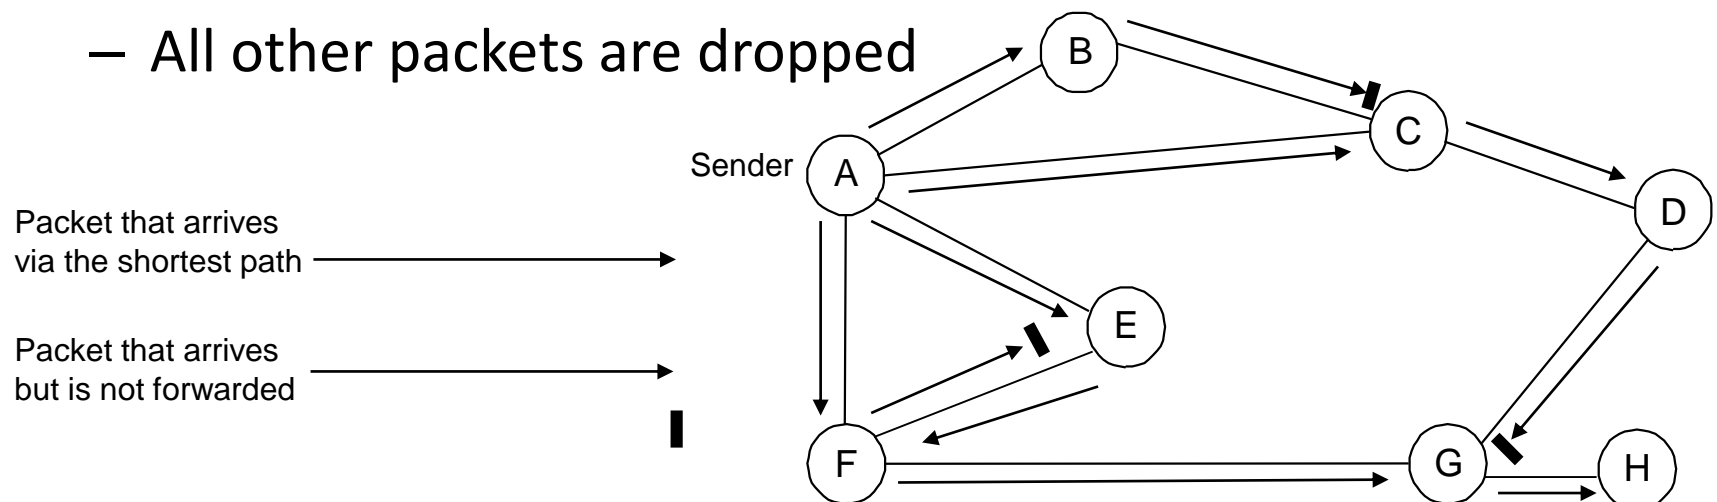 – All other packets are dropped
B
C
Sender
A
D
Packet that arrives
via the shortest path
E
Packet that arrives
but is not forwarded
F
G
H